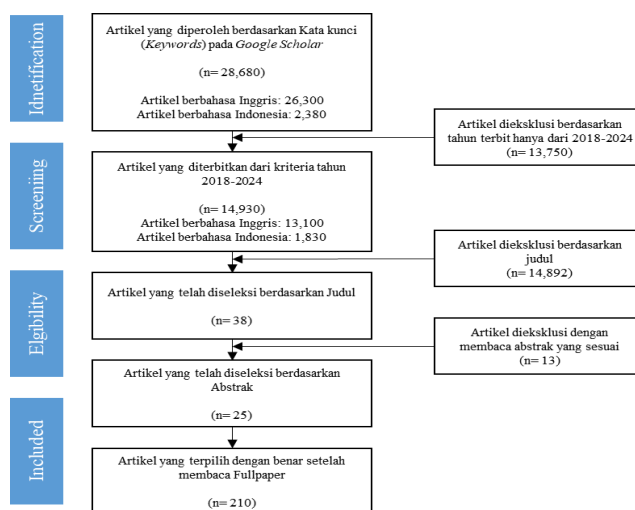 Idnetification
Artikel yang diperoleh berdasarkan Kata kunci
(Keywords) pada Google Scholar
(n= 28,680)
Artikel berbahasa Inggris: 26,300
Artikel berbahasa Indonesia: 2,380
Artikel dieksklusi berdasarkan
tahun terbit hanya dari 2018-2024
(n= 13,750)
Screeniing
Artikel yang diterbitkan dari kriteria tahun
2018-2024
(n= 14,930)
Artikel berbahasa Inggris: 13,100
Artikel berbahasa Indonesia: 1,830
Artikel dieksklusi berdasarkan
judul
(n= 14,892)
Elgibility
Artikel yang telah diseleksi berdasarkan Judul
(n= 38)
Artikel dieksklusi dengan
membaca abstrak yang sesuai
(n= 13)
Artikel yang telah diseleksi berdasarkan
Abstrak
(n= 25)
Included
Artikel yang terpilih dengan benar setelah
membaca Fullpaper
(n= 210)